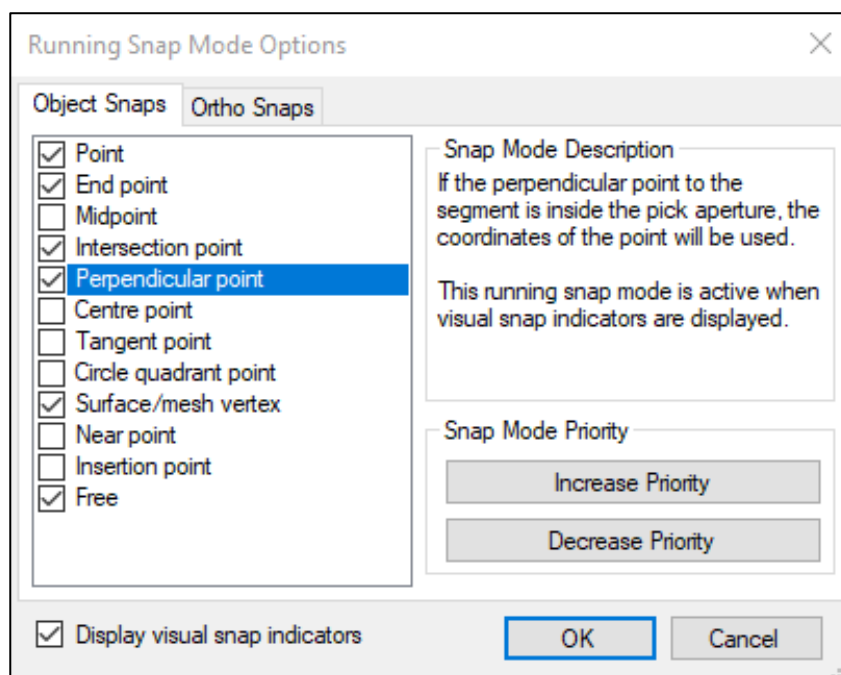 Running Snap Mode Options
Object Snaps
Ortho Snaps
Point
End point
Midpoint
Intersection point
Perpendicular point
Centre point
Tangent point
Circle quadrant point
Surface/mesh vertex
Near point
Insertion point
Free
Snap Mode Description
If the perpendicular point to the
segment is inside the pick aperture, the
coordinates of the point will be used.
This running snap mode is active when
visual snap indicators are displayed.
Snap Mode Priority
Increase Priority
Decrease Priority
Display visual snap indicators
OK
Cancel